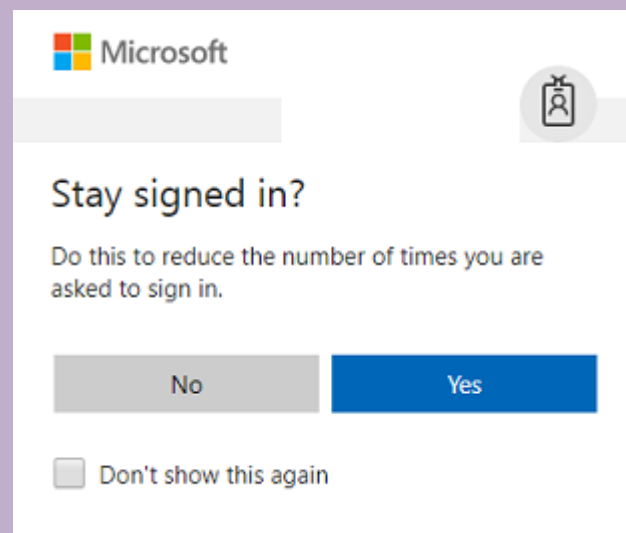 Microsoft
Stay signed in?
Do this to reduce the number of times you are
asked to sign in.
No
Yes
Don't show this again